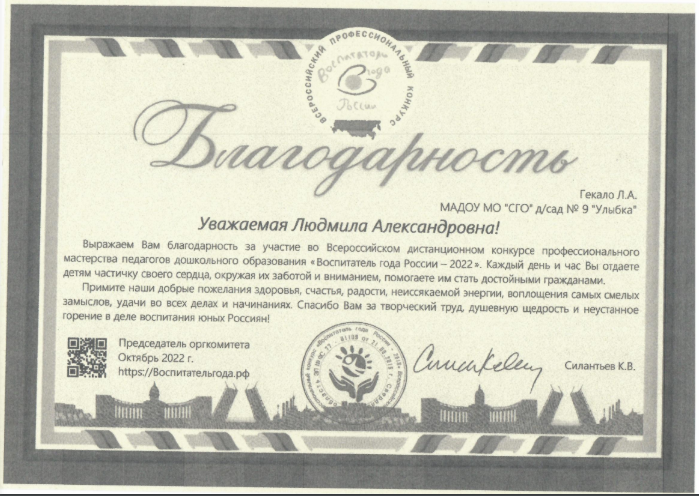 ВСЕРОССИЙСКИЙ ПРОФЕССИОНАЛЬНЫЙ КОНКУРС
Воспитатель
года
России
Благодарность
Гекало Л.А.
МАДОУ МО "СГО" д/сад № 9 "Улыбка"
Уважаемая Людмила Александровна!
Выражаем Вам благодарность за участие во Всероссийском дистанционном конкурсе профессионального
мастерства педагогов дошкольного образования «Воспитатель года России – 2022». Каждый день и час Вы отдаете
детям частичку своего сердца, окружая их заботой и вниманием, помогаете им стать достойными гражданами.
Примите наши добрые пожелания здоровья, счастья, радости, неиссякаемой энергии, воплощения самых смелых
замыслов, удачи во всех делах и начинаниях. Спасибо Вам за творческий труд, душевную щедрость и неустанное
горение в деле воспитания юных Россиян!
Председатель оргкомитета
Октябрь 2022 г.
https://Воспитательгода.рф
Силантьев К.В.